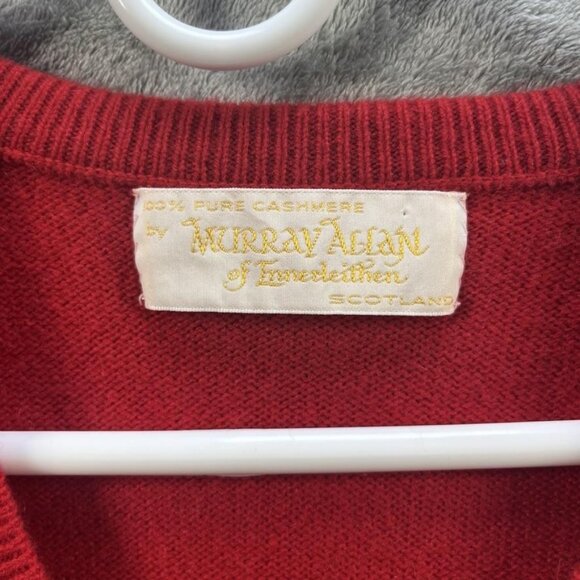 100% PURE CASHMERE
by MURRAY ALLAN
of Innerleithen
SCOTLAND